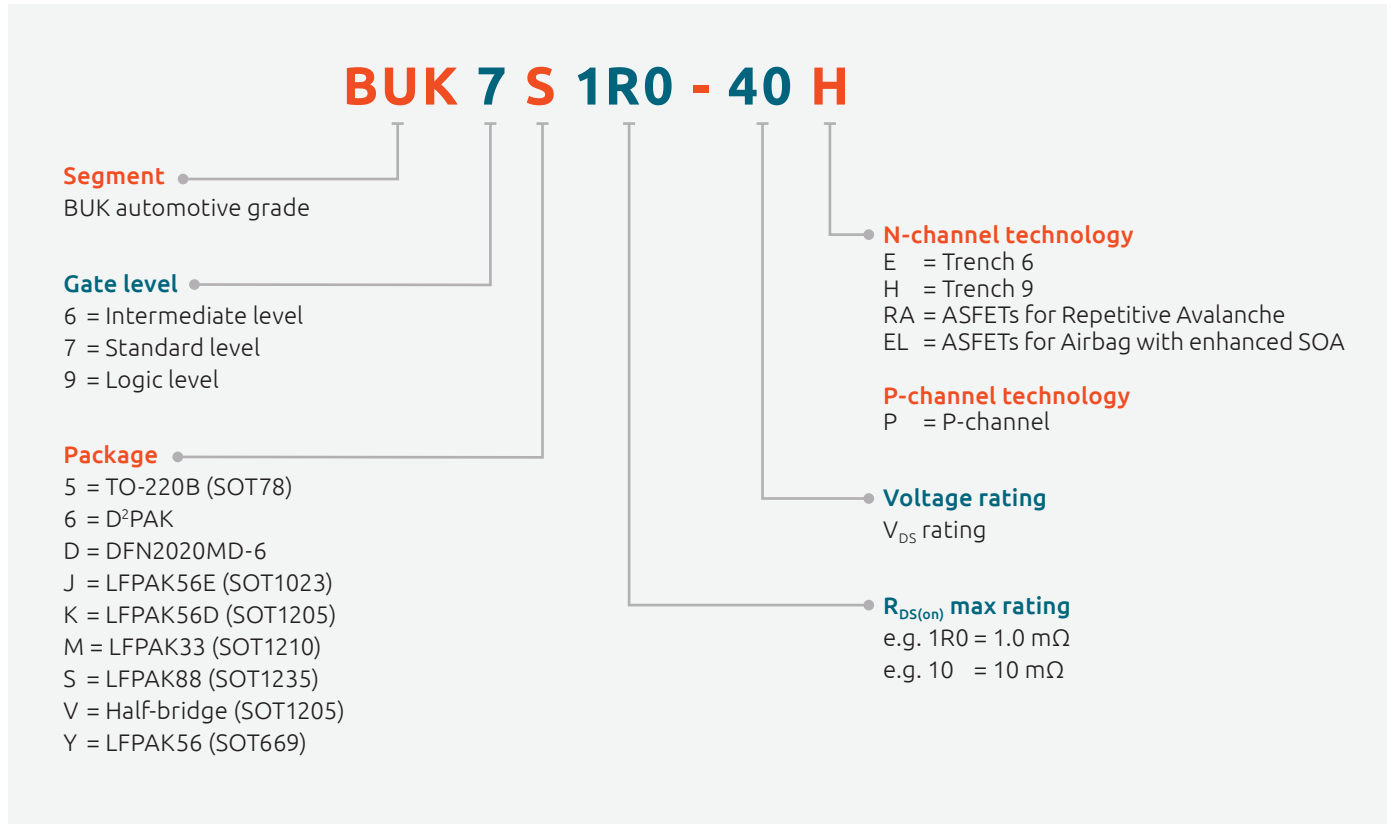 BUK 7 S 1R0 - 40 H
Segment
BUK automotive grade
Gate level
6 = Intermediate level
7 = Standard level
9 = Logic level
Package
5 = TO-220B (SOT78)
6 = D²PAK
D = DFN2020MD-6
J = LFPAK56E (SOT1023)
K = LFPAK56D (SOT1205)
M = LFPAK33 (SOT1210)
S = LFPAK88 (SOT1235)
V = Half-bridge (SOT1205)
Y = LFPAK56 (SOT669)
N-channel technology
E = Trench 6
H = Trench 9
RA = ASFETs for Repetitive Avalanche
EL = ASFETs for Airbag with enhanced SOA
P-channel technology
P = P-channel
Voltage rating
VDS rating
RDS(on) max rating
e.g. 1R0 = 1.0 mΩ
e.g. 10 = 10 mΩ